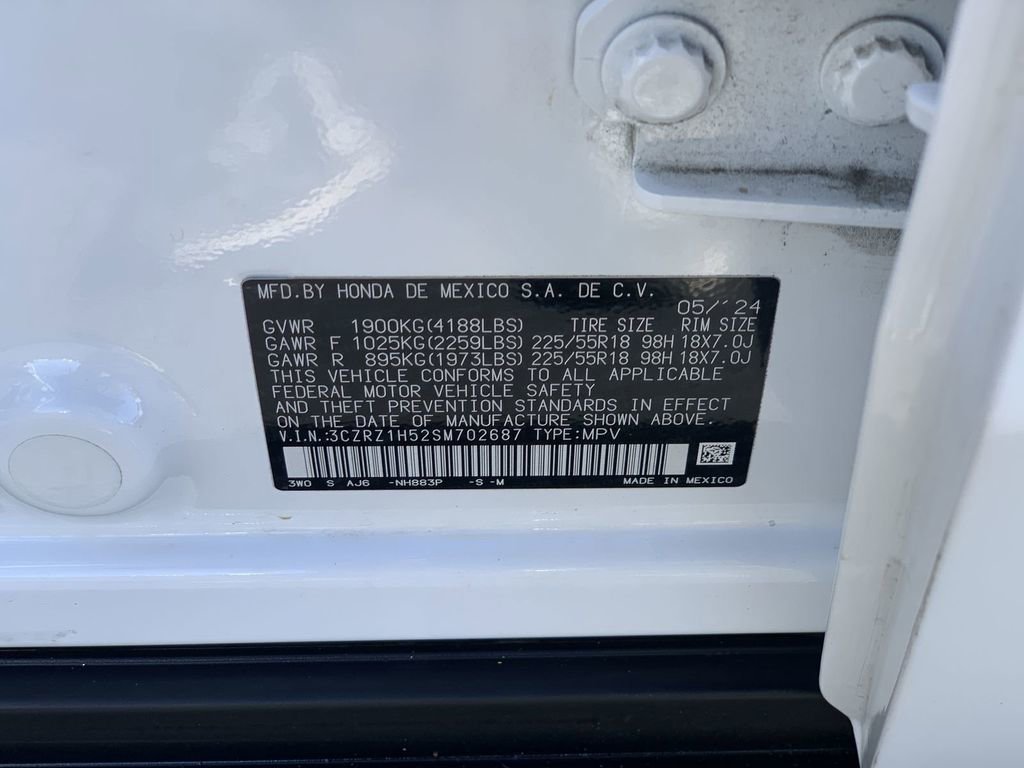 MFD.BY HONDA DE MEXICO S.A. DE C.V.
05/'24
GVWR 1900KG(4188LBS) TIRE SIZE RIM SIZE
GAWR F 1025KG(2259LBS) 225/55R18 98H 18X7.0J
GAWR R 895KG(1973LBS) 225/55R18 98H 18X7.0J
THIS VEHICLE CONFORMS TO ALL APPLICABLE
FEDERAL MOTOR VEHICLE SAFETY
AND THEFT PREVENTION STANDARDS IN EFFECT
ON THE DATE OF MANUFACTURE SHOWN ABOVE.
V.I.N.:3CZRZ1H52SM702687 TYPE:MPV
3W0 S AJ6 -NH883P -S -M MADE IN MEXICO